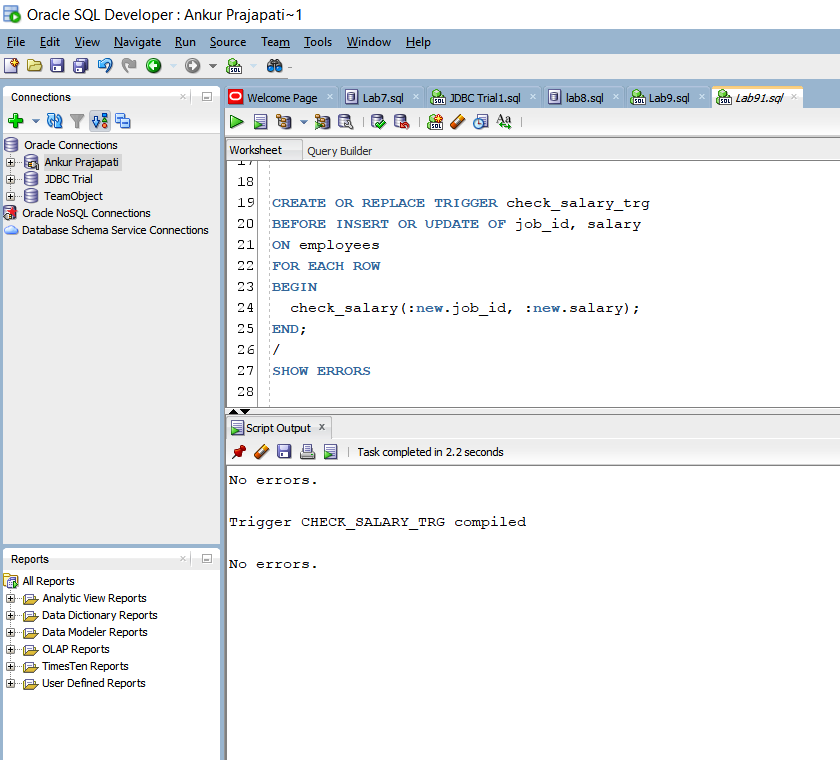 Oracle SQL Developer : Ankur Prajapati~1
File Edit View Navigate Run Source Team Tools Window Help
Connections
Oracle Connections
Ankur Prajapati
JDBC Trial
TeamObject
Oracle NoSQL Connections
Database Schema Service Connections
Reports
All Reports
Analytic View Reports
Data Dictionary Reports
Data Modeler Reports
OLAP Reports
TimesTen Reports
User Defined Reports
Welcome Page Lab7.sql JDBC Trial1.sql lab8.sql Lab9.sql Lab91.sql
Worksheet Query Builder
17
18
19 CREATE OR REPLACE TRIGGER check_salary_trg
20 BEFORE INSERT OR UPDATE OF job_id, salary
21 ON employees
22 FOR EACH ROW
23 BEGIN
24 check_salary(:new.job_id, :new.salary);
25 END;
26 /
27 SHOW ERRORS
28
Script Output x
Task completed in 2.2 seconds
No errors.
Trigger CHECK_SALARY_TRG compiled
No errors.